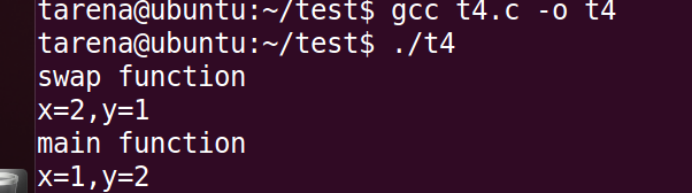 tarena@ubuntu:~/test$ gcc t4.c -o t4
tarena@ubuntu:~/test$ ./t4
swap function
x=2,y=1
main function
x=1,y=2